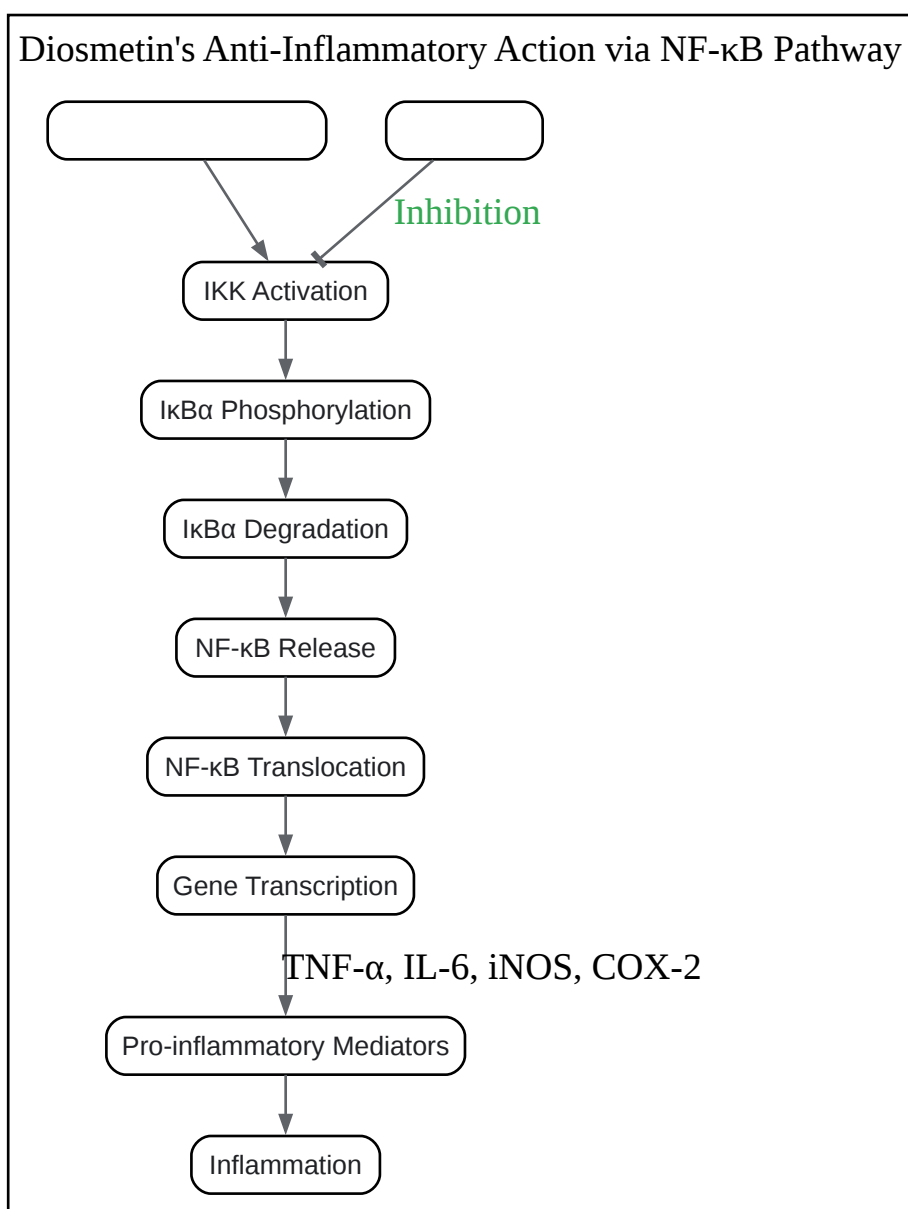 Diosmetin's Anti-Inflammatory Action via NF-κB Pathway
Inhibition
IKK Activation
IκBα Phosphorylation
IκBα Degradation
NF-κB Release
NF-κB Translocation
Gene Transcription
TNF-α, IL-6, iNOS, COX-2
Pro-inflammatory Mediators
Inflammation